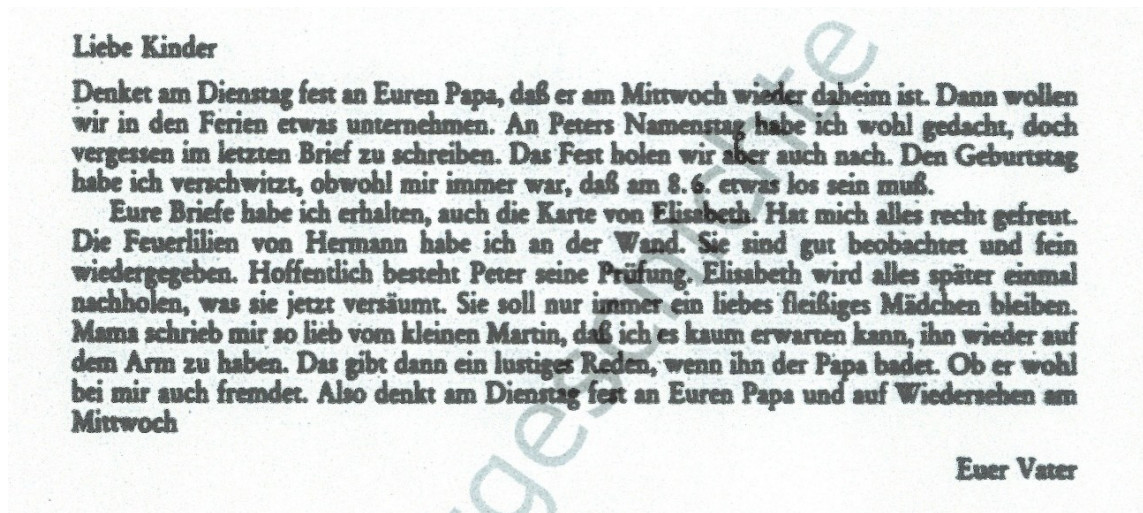 Liebe Kinder
Denket am Dienstag fest an Euren Papa, daß er am Mittwoch wieder daheim ist. Dann wollen
wir in den Ferien etwas unternehmen. An Peters Namenstag habe ich wohl gedacht, doch
vergessen im letzten Brief zu schreiben. Das Fest holen wir aber auch nach. Den Geburtstag
habe ich verschwitzt, obwohl mir immer war, daß am 8. 6. etwas los sein muß.
Eure Briefe habe ich erhalten, auch die Karte von Elisabeth. Hat mich alles recht gefreut.
Die Feuerlilien von Hermann habe ich an der Wand. Sie sind gut beobachtet und fein
wiedergegeben. Hoffentlich besteht Peter seine Prüfung. Elisabeth wird alles später einmal
nachholen, was sie jetzt versäumt. Sie soll nur immer ein liebes fleißiges Mädchen bleiben.
Mama schrieb mir so lieb vom kleinen Martin, daß ich es kaum erwarten kann, ihn wieder auf
dem Arm zu haben. Das gibt dann ein lustiges Reden, wenn ihn der Papa badet. Ob er wohl
bei mir auch fremdet. Also denkt am Dienstag fest an Euren Papa und auf Wiedersehen am
Mittwoch
Euer Vater